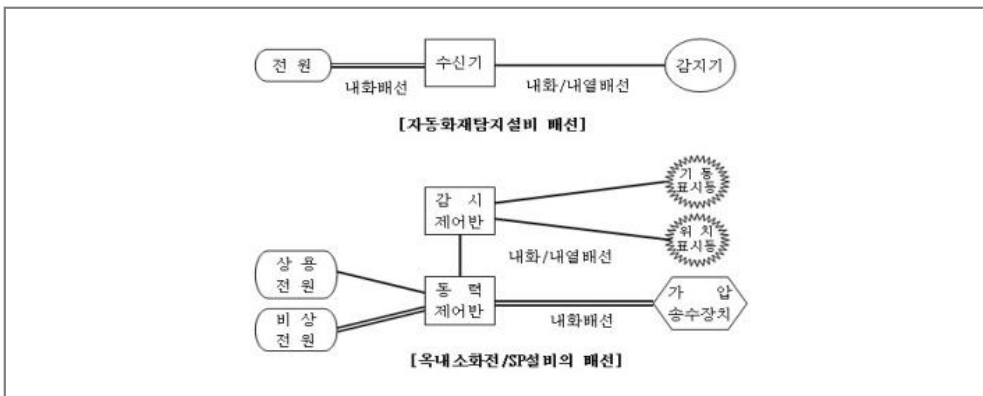 전 원
수신기
감지기
내화배선
내화/내열배선
[자동화재탐지설비 배선]
기 동
표시등
감 시
제어반
위 치
표시등
내화/내열배선
상 용
전 원
동 력
제어반
가 압
송수장치
비 상
전 원
내화배선
[옥내소화전/SP설비의 배선]